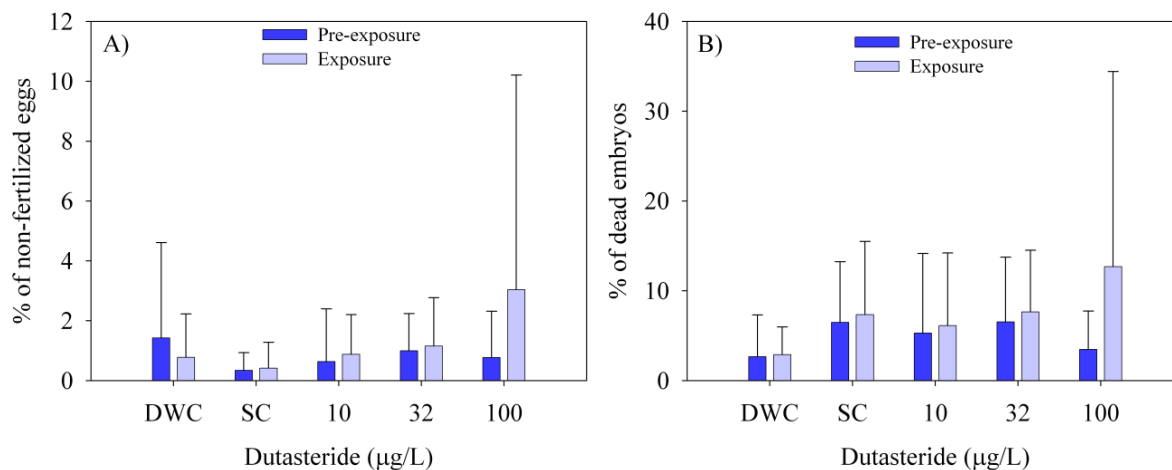 A)
Pre-exposure
Exposure
12
10
8
6
4
2
0
% of non-fertilized eggs
DWC SC 10 32 100
Dutasteride (μg/L)
B)
Pre-exposure
Exposure
40
30
20
10
0
% of dead embryos
DWC SC 10 32 100
Dutasteride (μg/L)